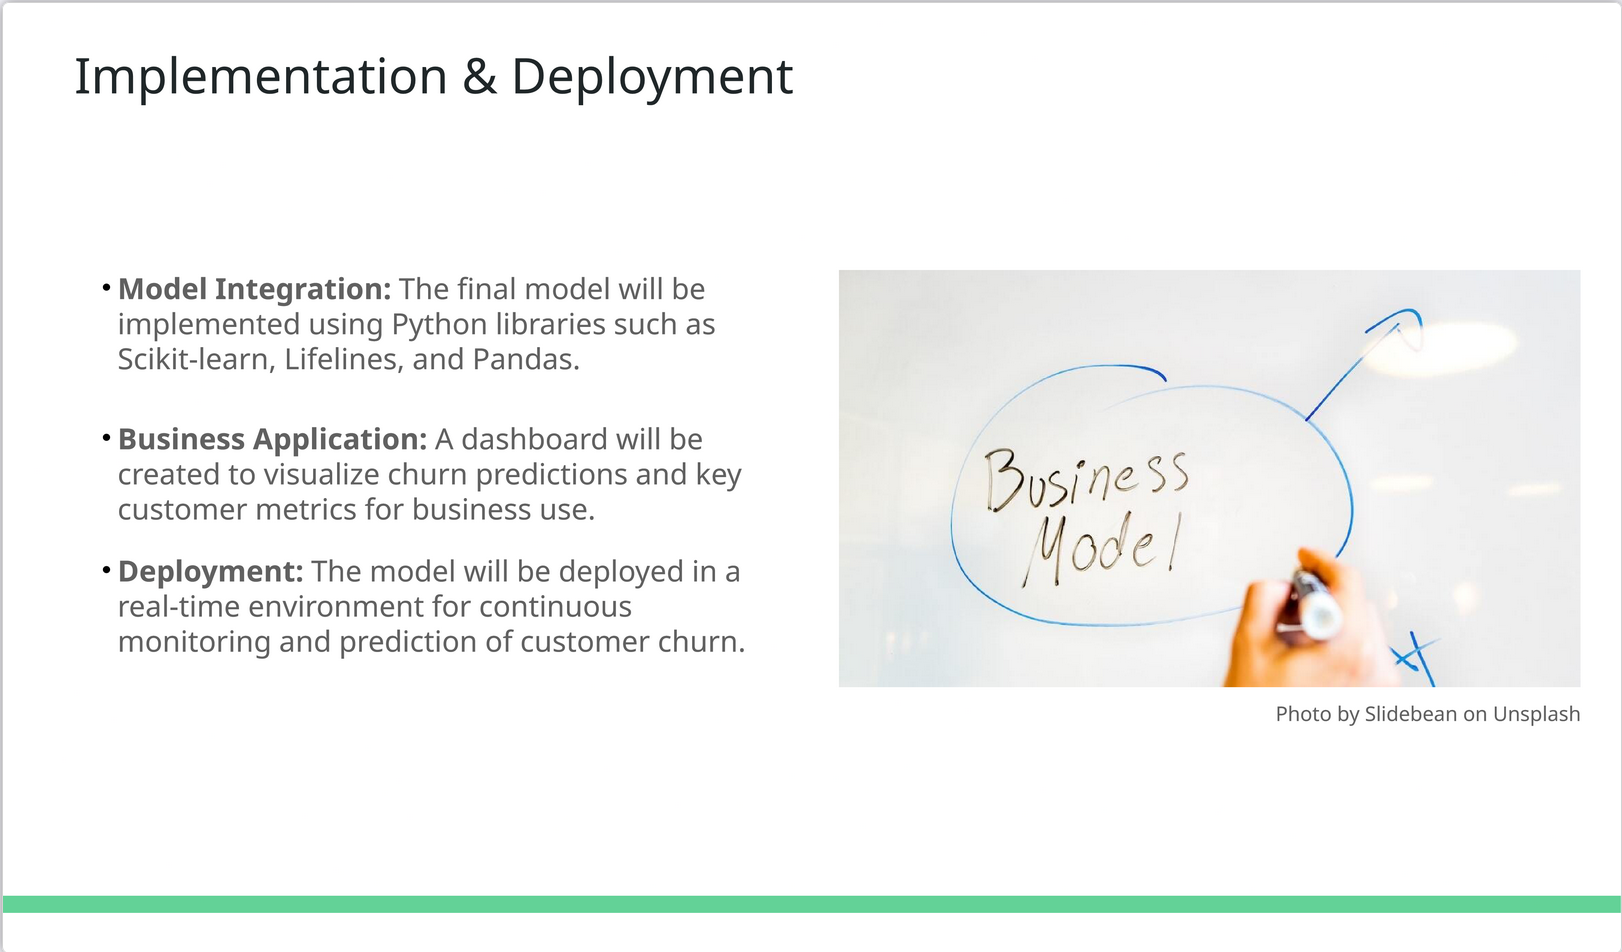 Implementation & Deployment
• Model Integration: The final model will be
implemented using Python libraries such as
Scikit-learn, Lifelines, and Pandas.
• Business Application: A dashboard will be
created to visualize churn predictions and key
customer metrics for business use.
• Deployment: The model will be deployed in a
real-time environment for continuous
monitoring and prediction of customer churn.
Business
Model
Photo by Slidebean on Unsplash